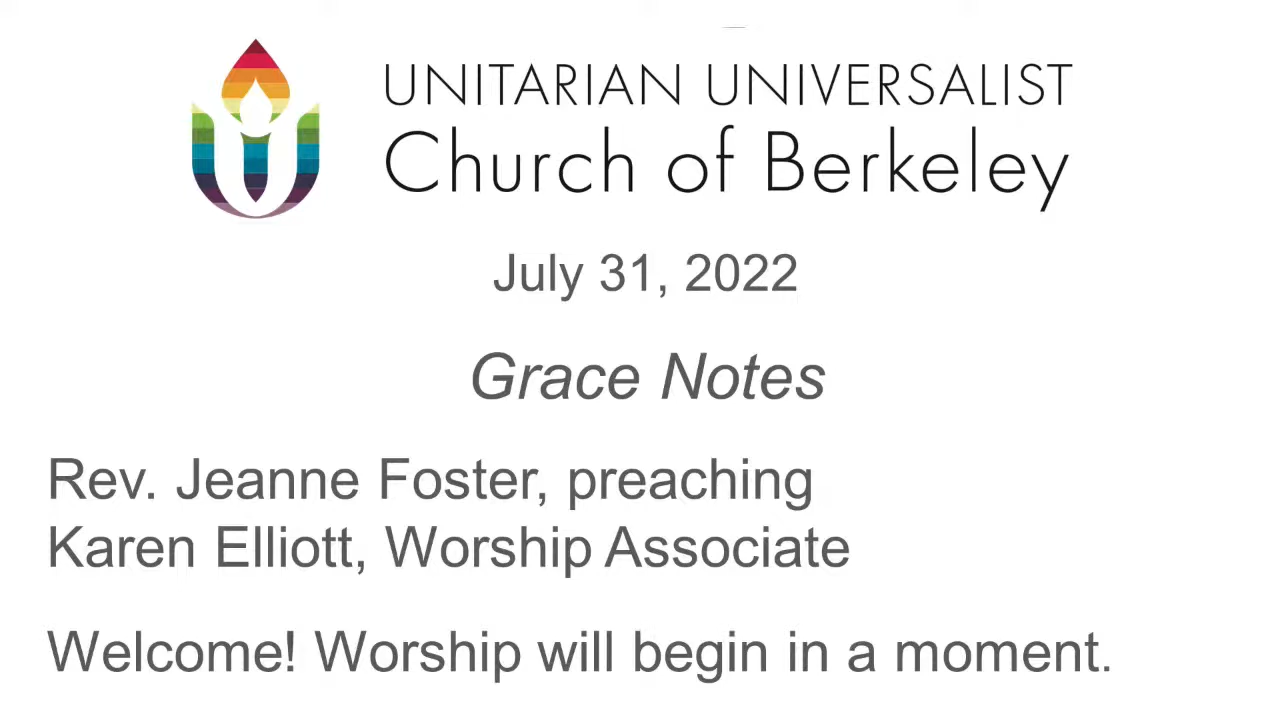 UNITARIAN UNIVERSALIST
Church of Berkeley
July 31, 2022
Grace Notes
Rev. Jeanne Foster, preaching
Karen Elliott, Worship Associate
Welcome! Worship will begin in a moment.